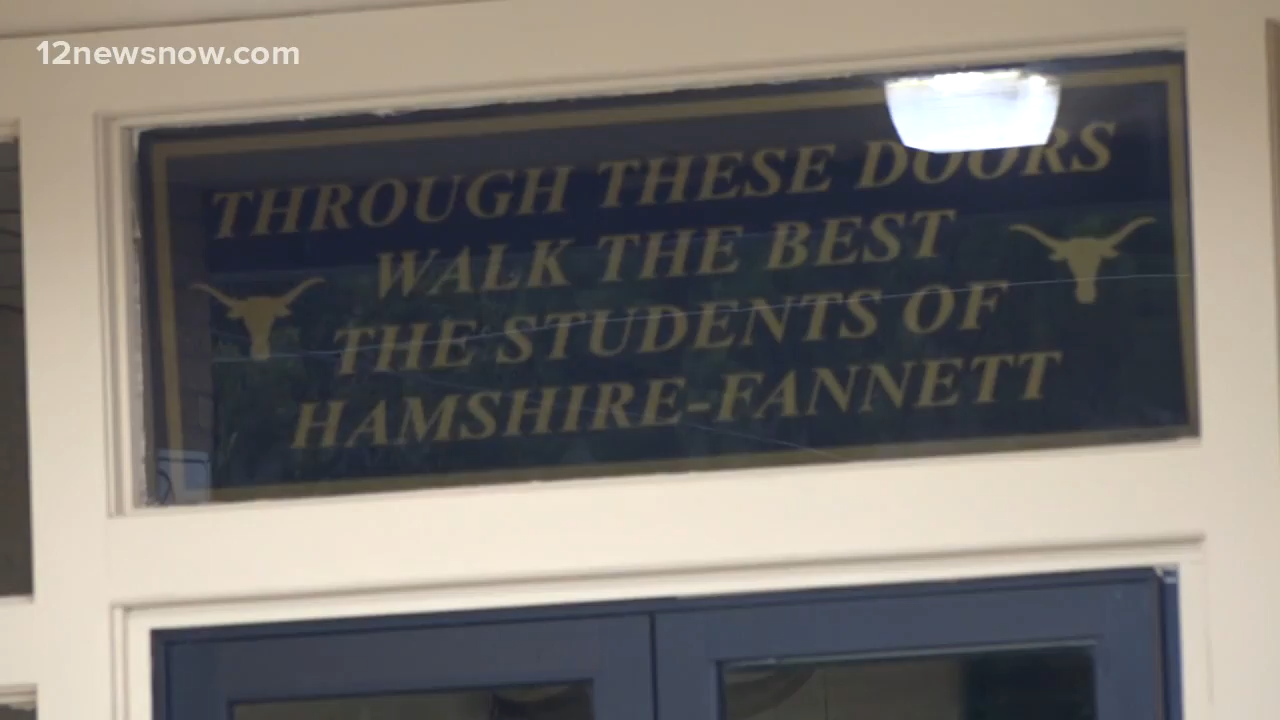 12newsnow.com
THROUGH THESE DOORS
WALK THE BEST
THE STUDENTS OF
HAMSHIRE-FANNETT